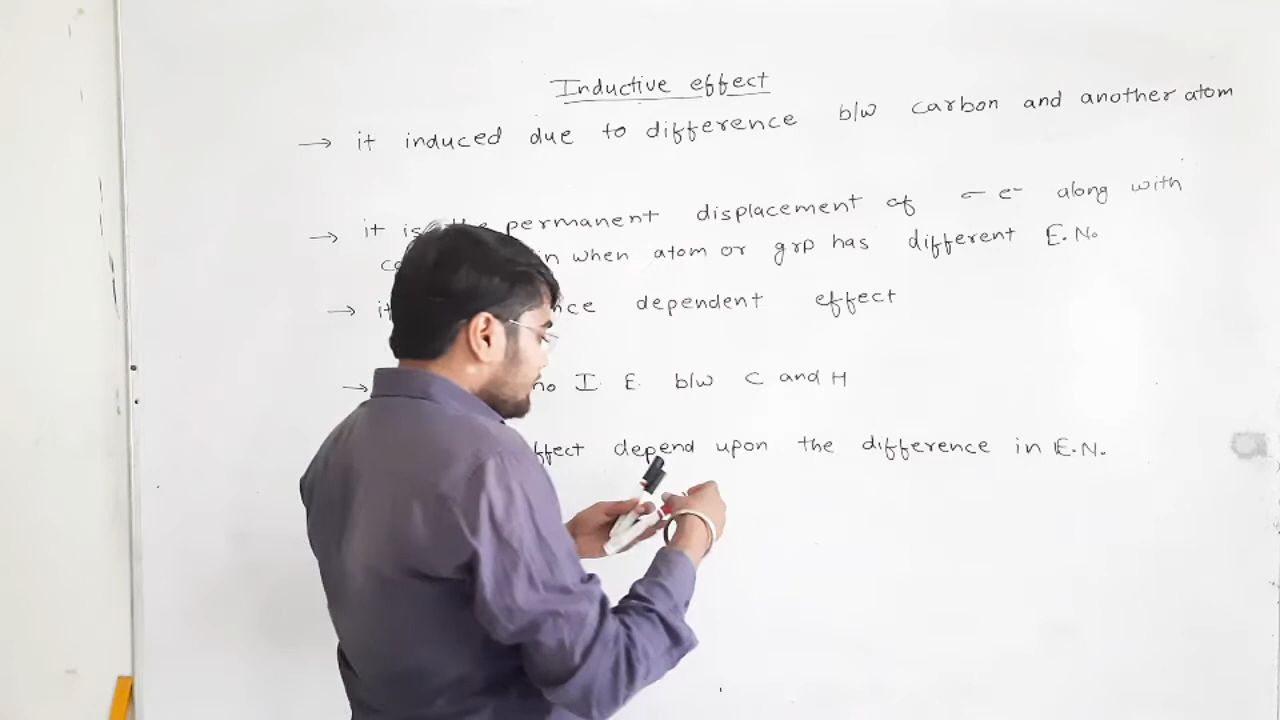 Inductive effect
→ it induced due to difference b/w carbon and another atom
→ it is the permanent displacement of σ e- along with
when atom or grp has different E.No
→ dependent effect
→ no I. E. b/w C and H
depend upon the difference in E.N.